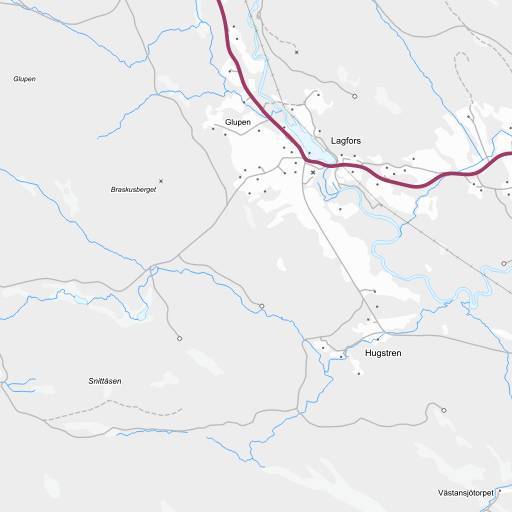 Glupen
Glupen
Lagfors
Braskusberget
Hugstren
Snittåsen
Västansjötorpet